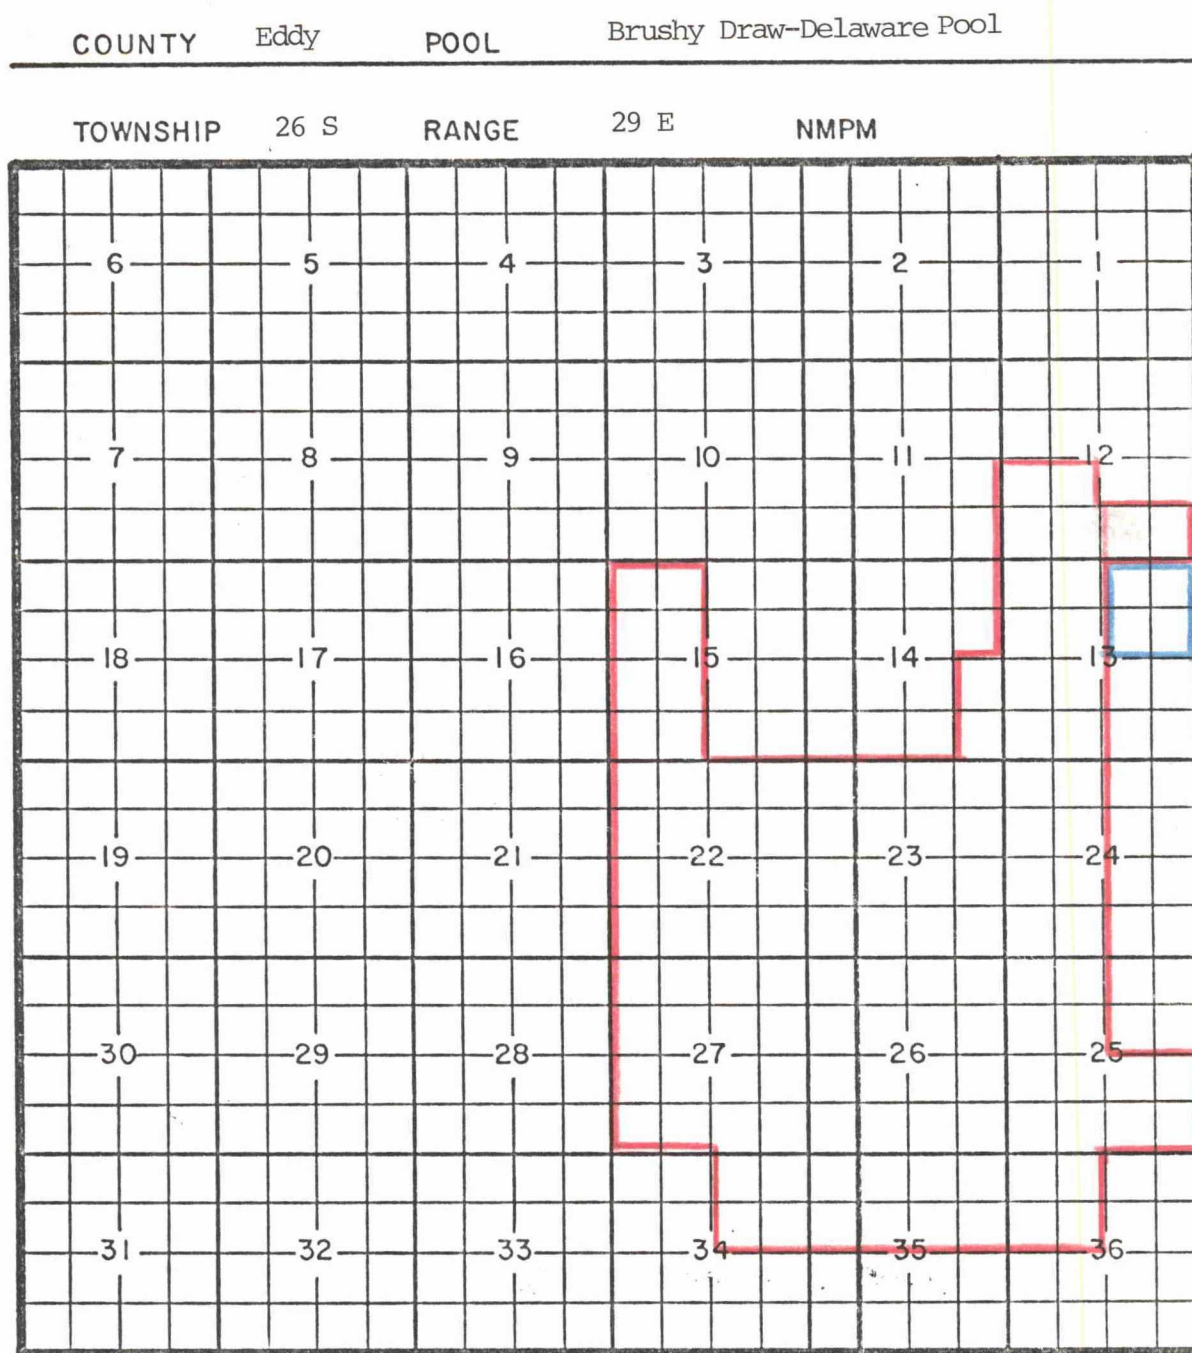 COUNTY Eddy POOL Brushy Draw-Delaware Pool
TOWNSHIP 26 S RANGE 29 E NMPM
6 5 4 3 2 1
7 8 9 10 11 12
18 17 16 15 14 13
19 20 21 22 23 24
30 29 28 27 26 25
31 32 33 34 35 36